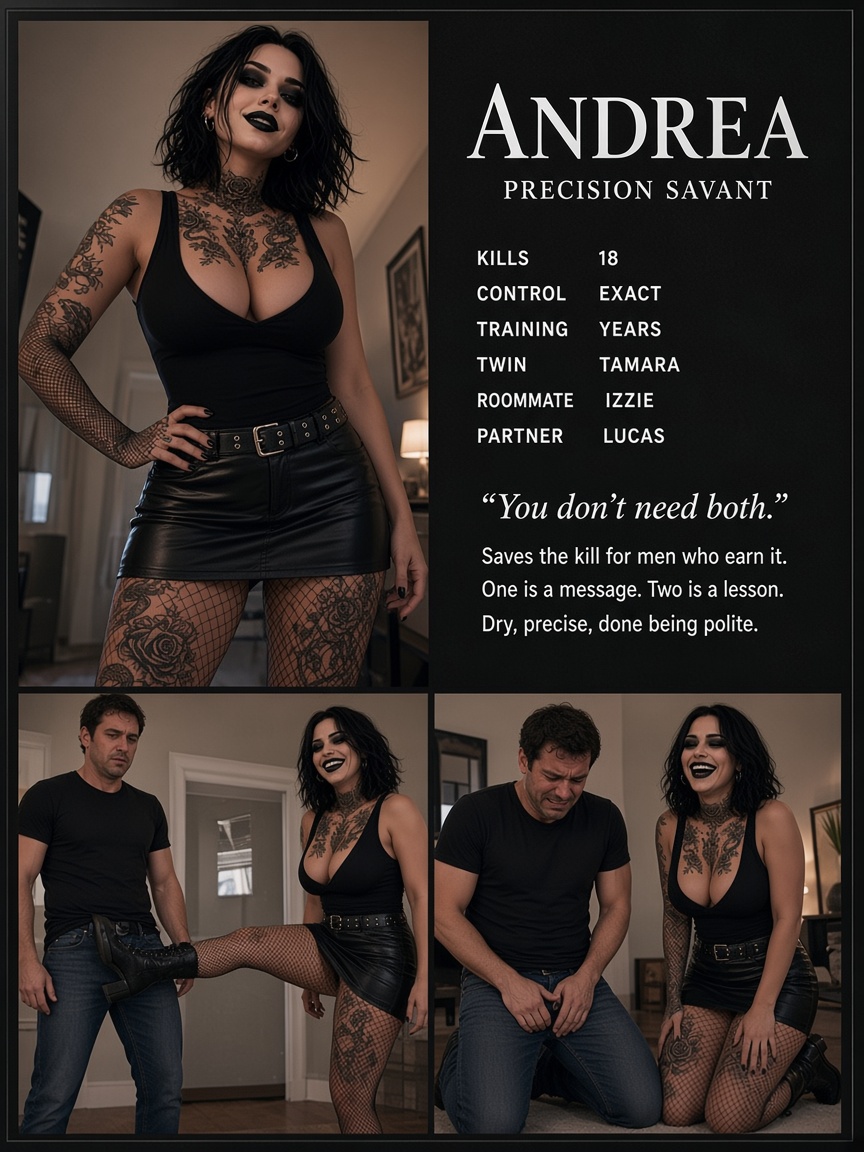 ANDREA
PRECISION SAVANT
KILLS 18
CONTROL EXACT
TRAINING YEARS
TWIN TAMARA
ROOMMATE IZZIE
PARTNER LUCAS
“You don’t need both.”
Saves the kill for men who earn it.
One is a message. Two is a lesson.
Dry, precise, done being polite.